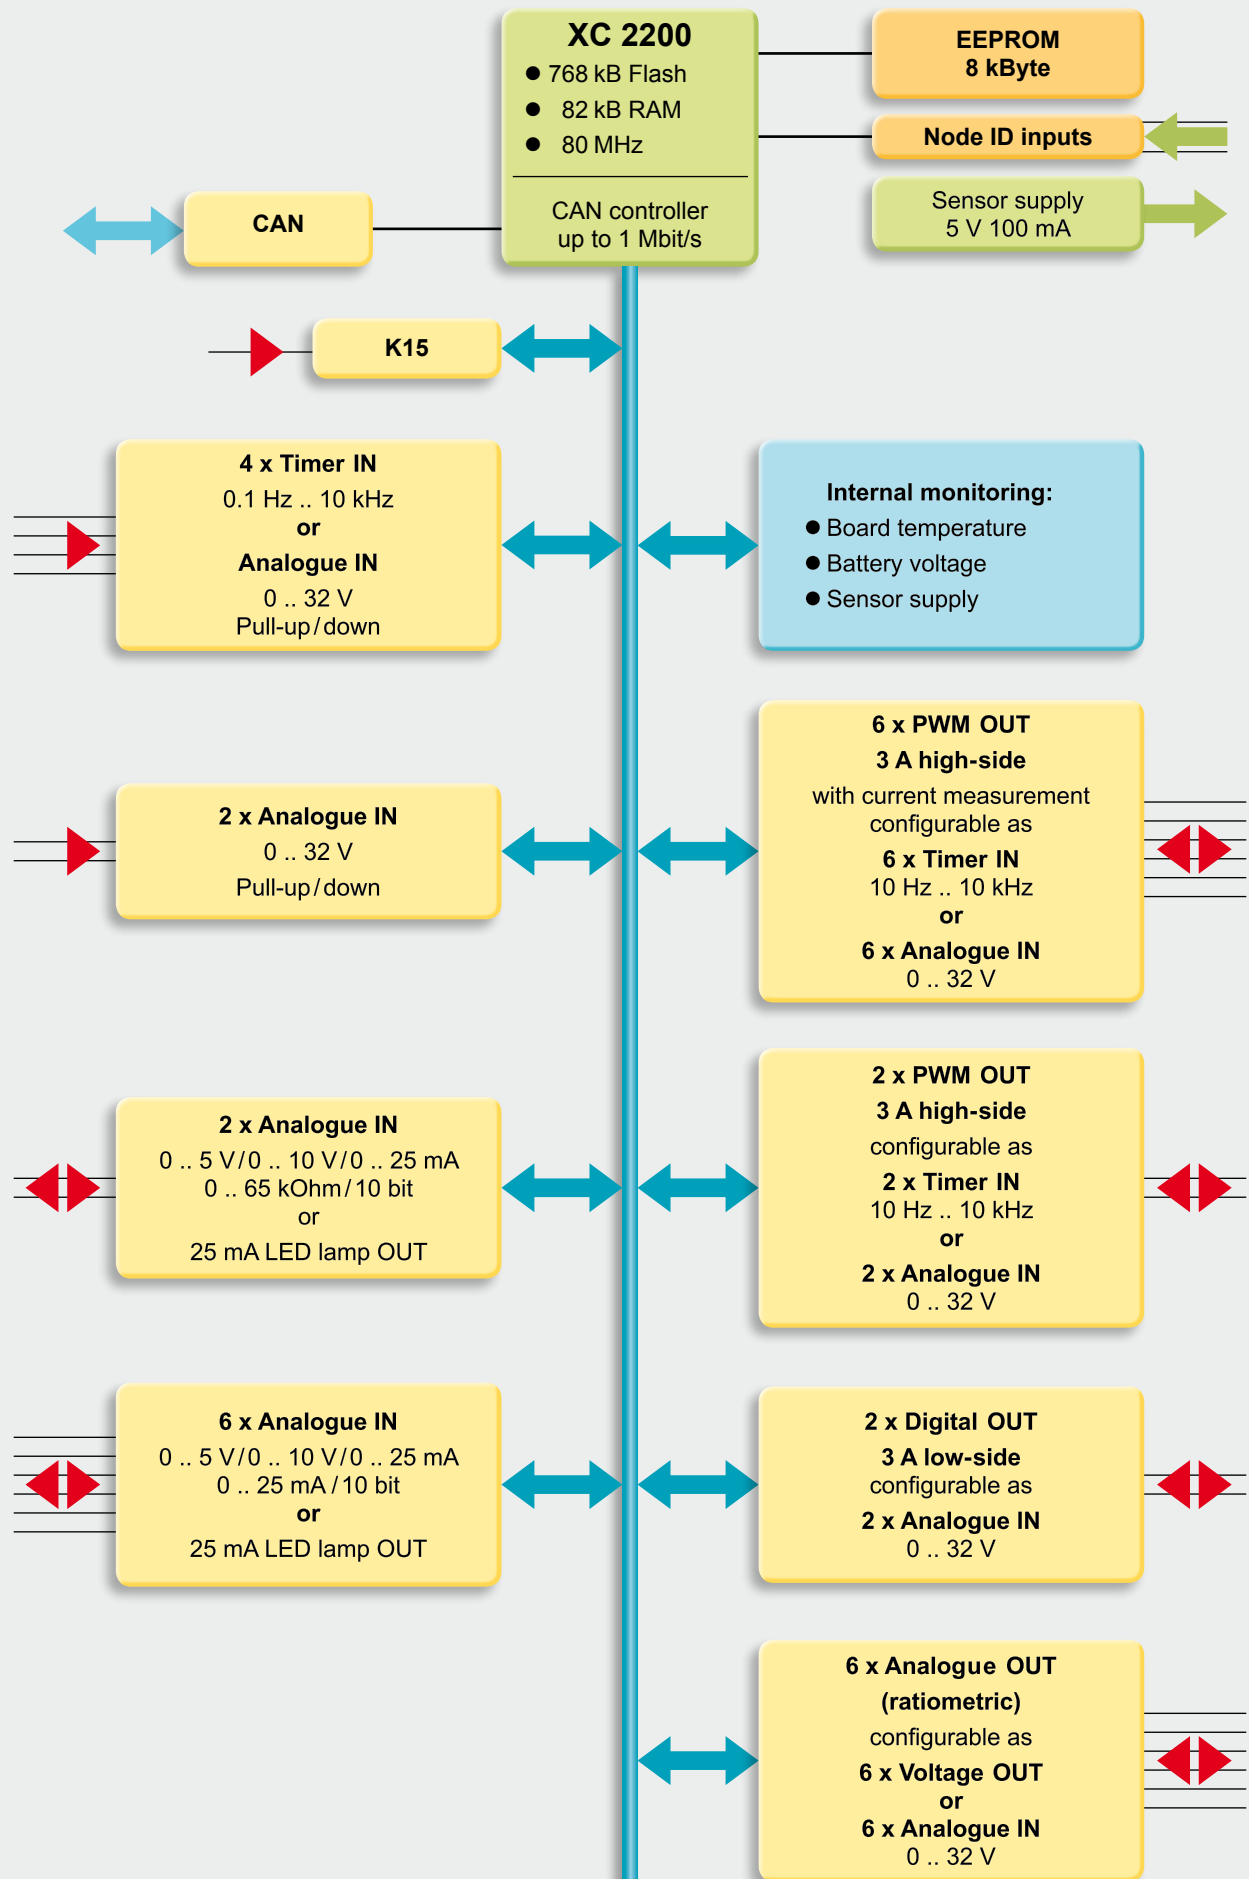 XC 2200
● 768 kB Flash
● 82 kB RAM
● 80 MHz
CAN controller
up to 1 Mbit/s
EEPROM
8 kByte
Node ID inputs
Sensor supply
5 V 100 mA
CAN
K15
4 x Timer IN
0.1 Hz .. 10 kHz
or
Analogue IN
0 .. 32 V
Pull-up/down
Internal monitoring:
● Board temperature
● Battery voltage
● Sensor supply
2 x Analogue IN
0 .. 32 V
Pull-up/down
6 x PWM OUT
3 A high-side
with current measurement
configurable as
6 x Timer IN
10 Hz .. 10 kHz
or
6 x Analogue IN
0 .. 32 V
2 x Analogue IN
0 .. 5 V/0 .. 10 V/0 .. 25 mA
0 .. 65 kOhm/10 bit
or
25 mA LED lamp OUT
2 x PWM OUT
3 A high-side
configurable as
2 x Timer IN
10 Hz .. 10 kHz
or
2 x Analogue IN
0 .. 32 V
6 x Analogue IN
0 .. 5 V/0 .. 10 V/0 .. 25 mA
0 .. 25 mA/10 bit
or
25 mA LED lamp OUT
2 x Digital OUT
3 A low-side
configurable as
2 x Analogue IN
0 .. 32 V
6 x Analogue OUT
(ratiometric)
configurable as
6 x Voltage OUT
or
6 x Analogue IN
0 .. 32 V